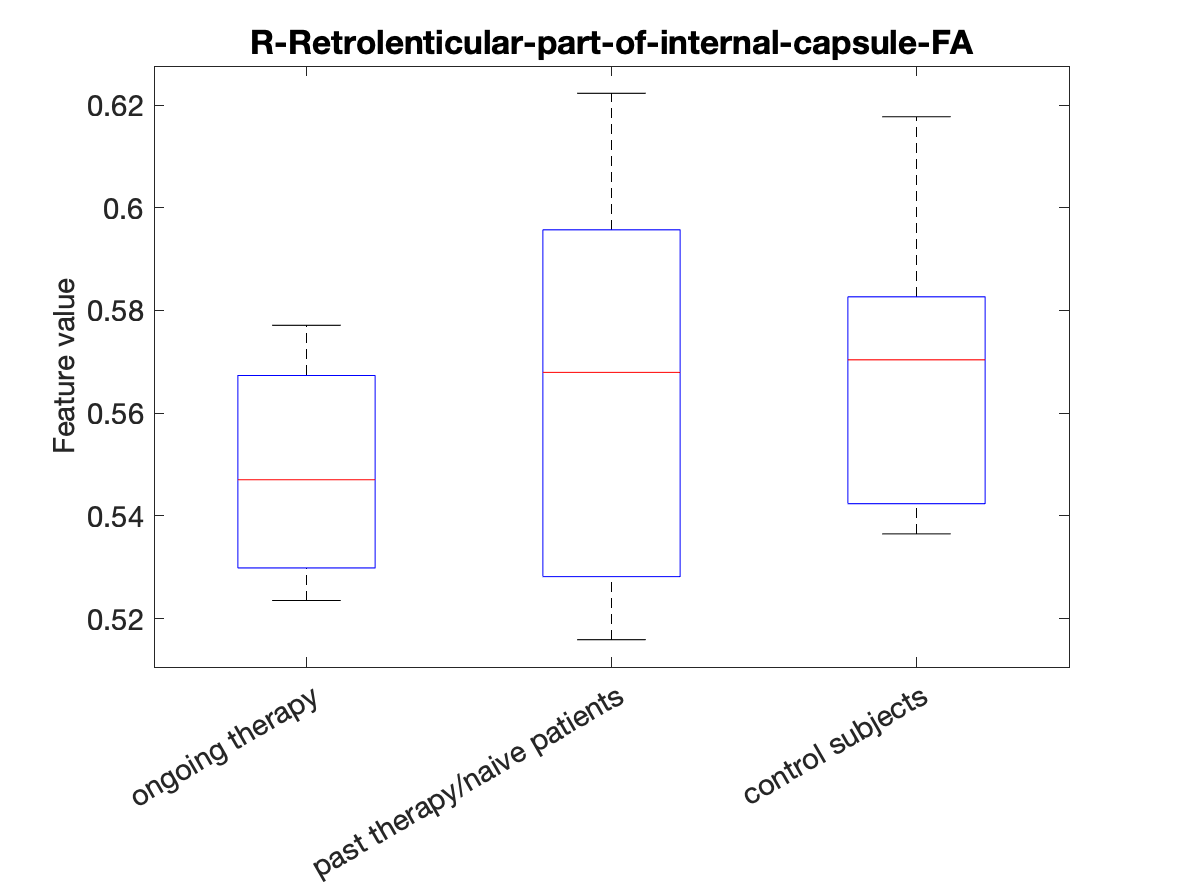 R-Retrolenticular-part-of-internal-capsule-FA
0.62
0.6
0.58
0.56
0.54
0.52
Feature value
ongoing therapy
past therapy/naive patients
control subjects